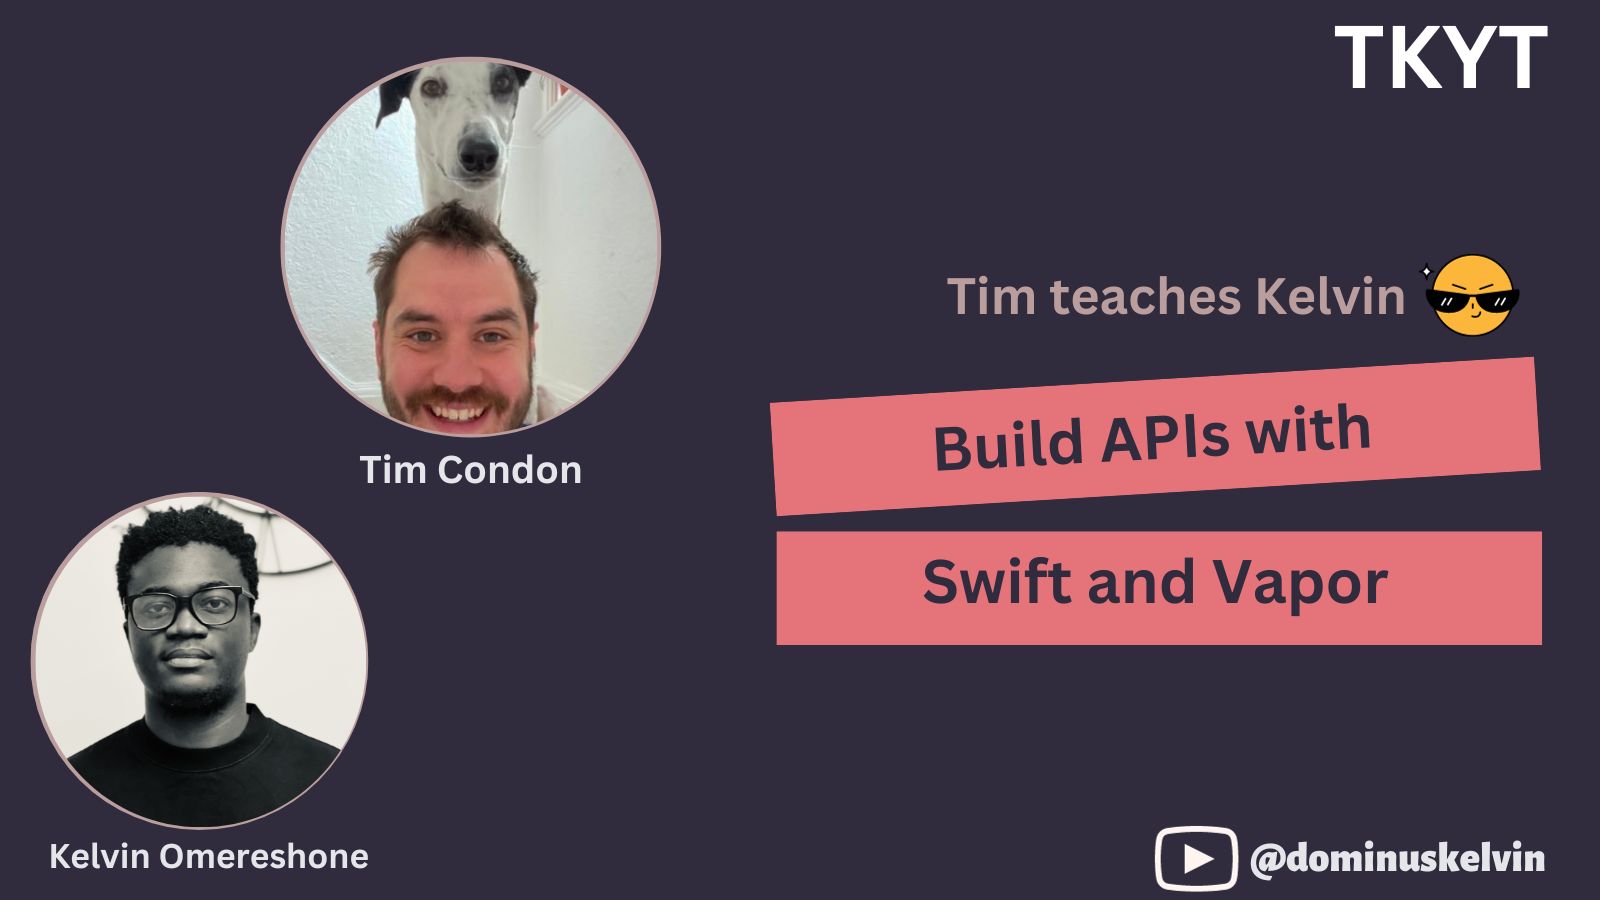 TKYT
Tim teaches Kelvin
Build APIs with
Swift and Vapor
Tim Condon
Kelvin Omereshone
@dominuskelvin